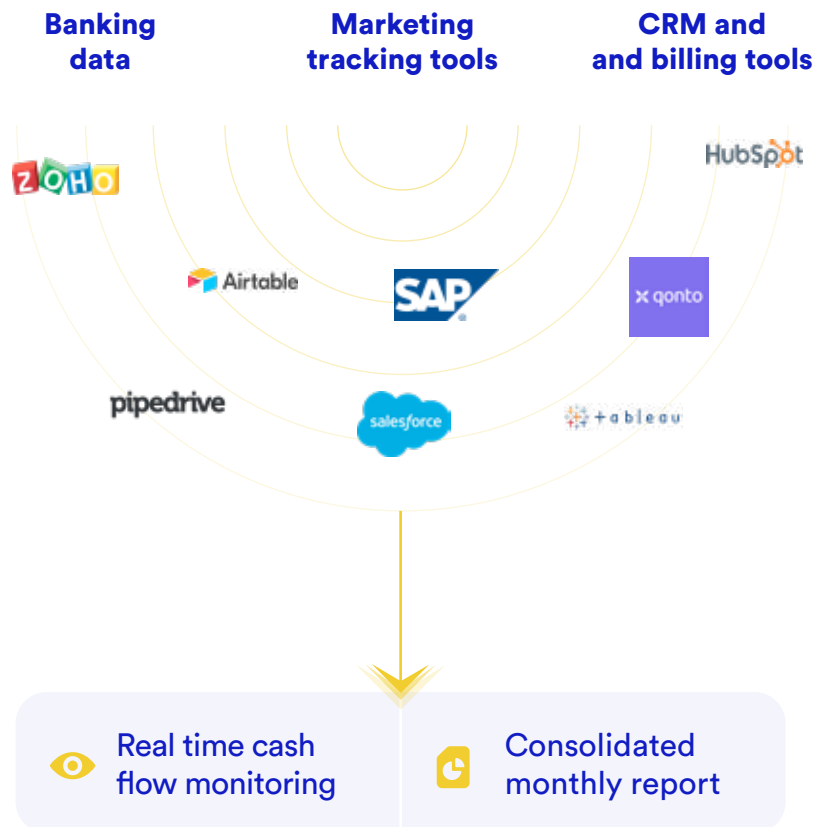 Banking
data
Marketing
tracking tools
CRM and
and billing tools
ZOHO
HubSpot
Airtable
SAP
qonto
pipedrive
salesforce
+ableau
Real time cash
flow monitoring
Consolidated
monthly report